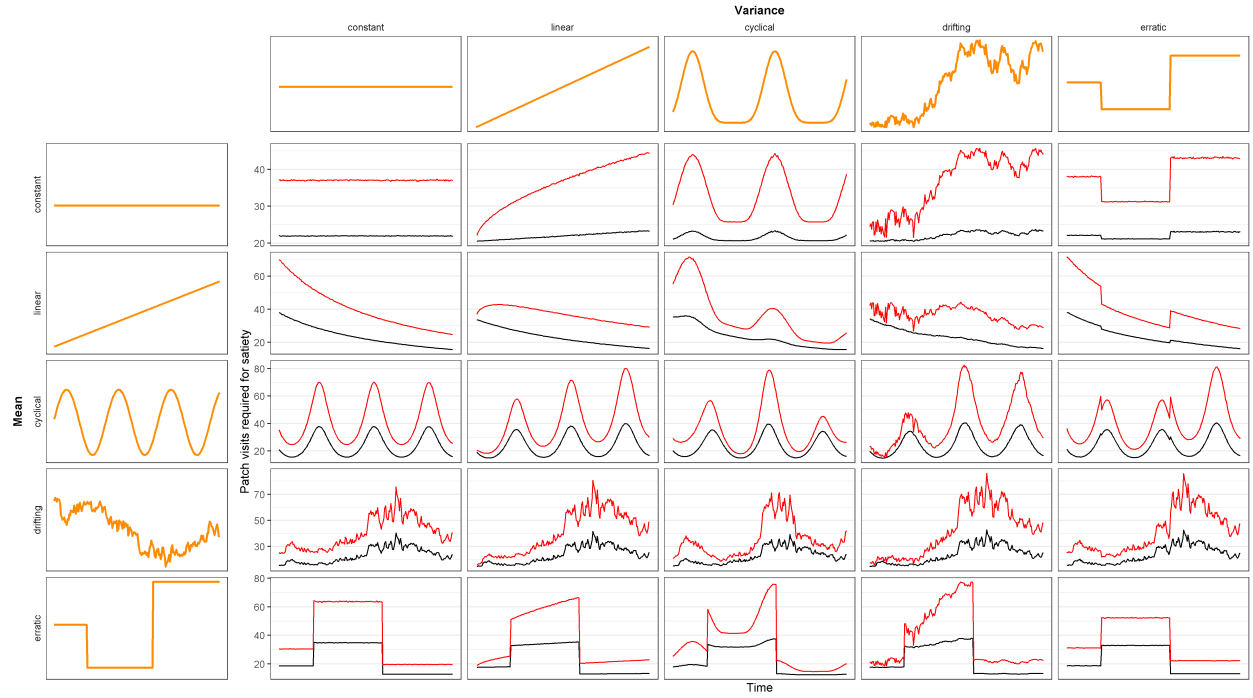 Variance
constant linear cyclical drifting erratic
constant
40
30
20
linear
60
40
20
cyclical
80
60
40
20
drifting
70
50
30
erratic
80
60
40
20
Mean
Patch visits required for satiety
Time